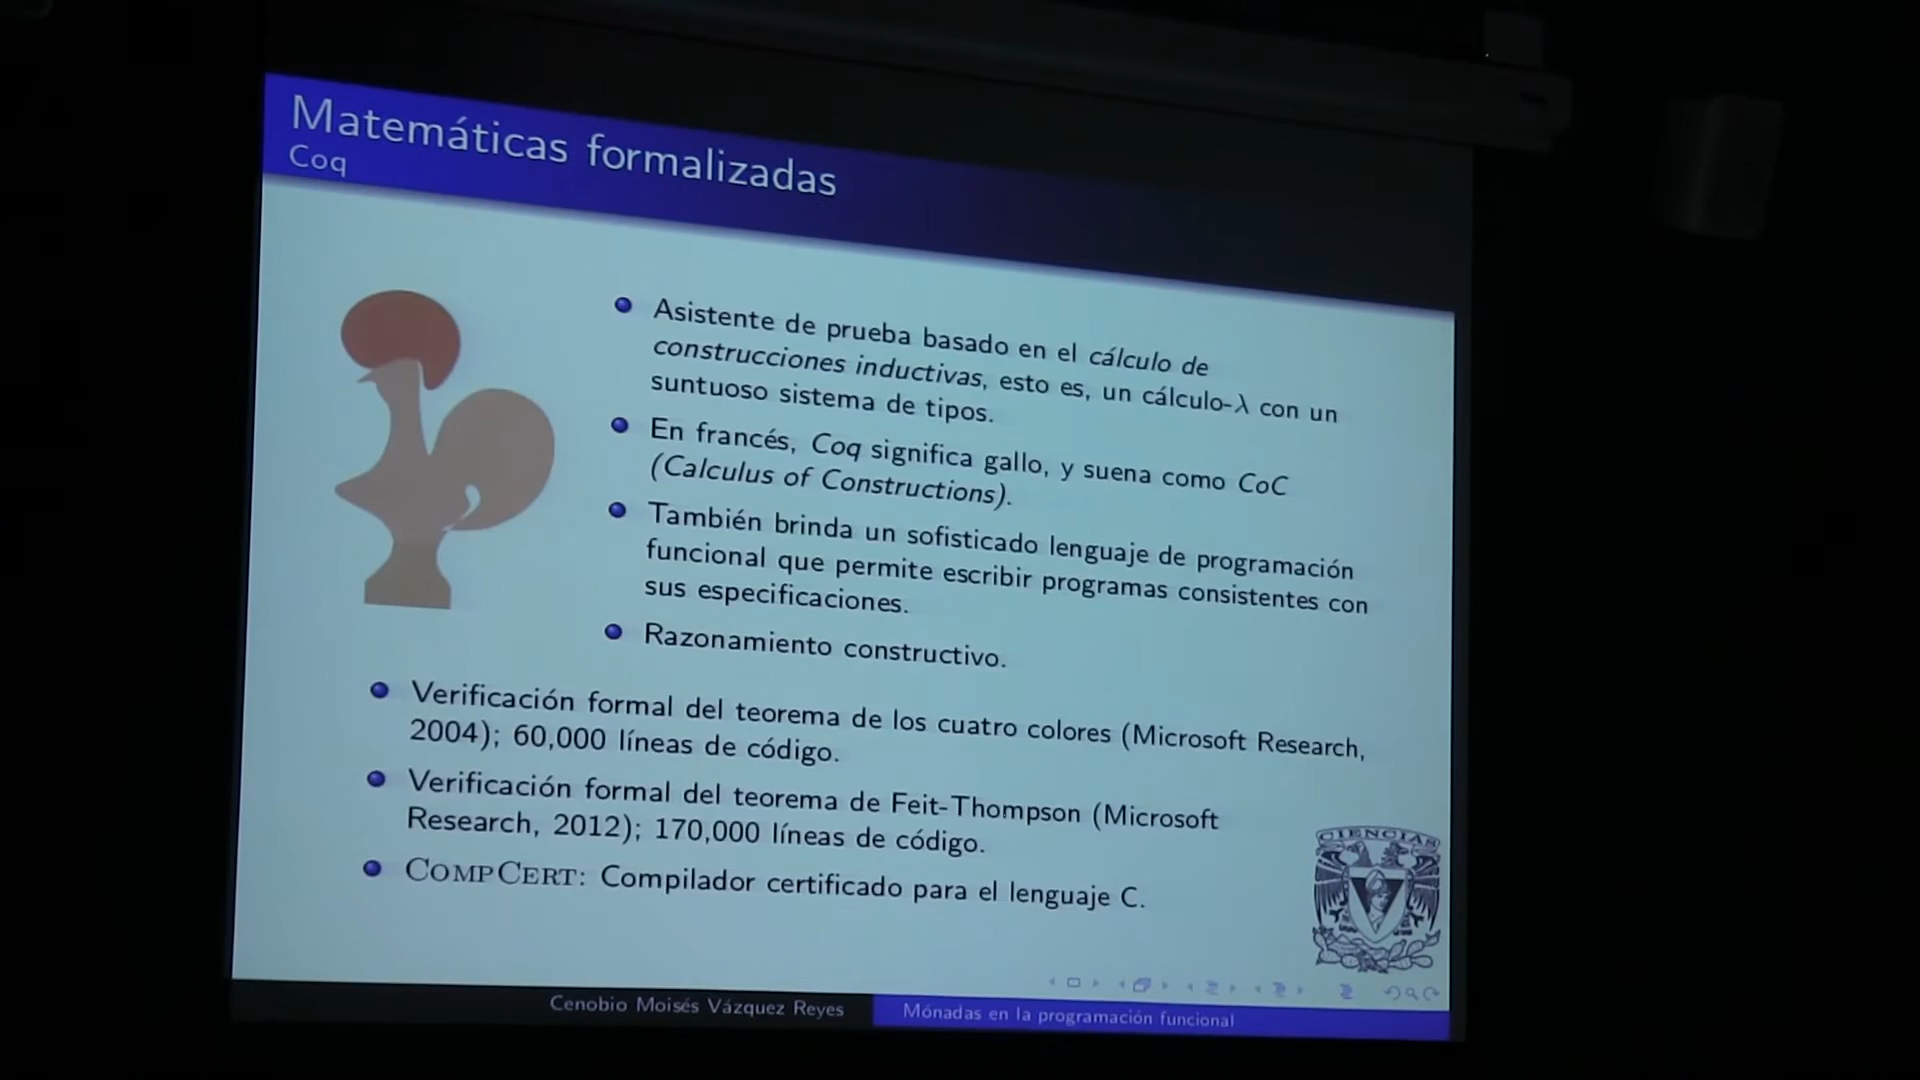 Matemáticas formalizadas
Coq
Asistente de prueba basado en el cálculo de
construcciones inductivas, esto es, un cálculo-λ con un
suntuoso sistema de tipos.
En francés, Coq significa gallo, y suena como CoC
(Calculus of Constructions).
También brinda un sofisticado lenguaje de programación
funcional que permite escribir programas consistentes con
sus especificaciones.
Razonamiento constructivo.
Verificación formal del teorema de los cuatro colores (Microsoft Research,
2004); 60,000 líneas de código.
Verificación formal del teorema de Feit-Thompson (Microsoft
Research, 2012); 170,000 líneas de código.
COMPCERT: Compilador certificado para el lenguaje C.
CIENCIAS
Cenobio Moisés Vázquez Reyes
Mónadas en la programación funcional